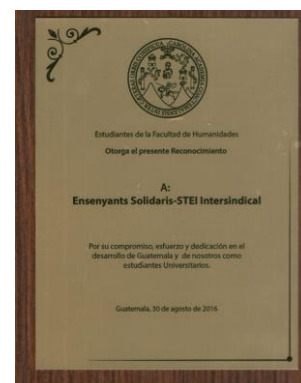 Estudiantes de la Facultad de Humanidades
Otorga el presente Reconocimiento
A:
Ensenyants Solidaris-STEI Intersindical
Por su compromiso, esfuerzo y dedicación en el
desarrollo de Guatemala y de nosotros como
estudiantes Universitarios.
Guatemala, 30 de agosto de 2016